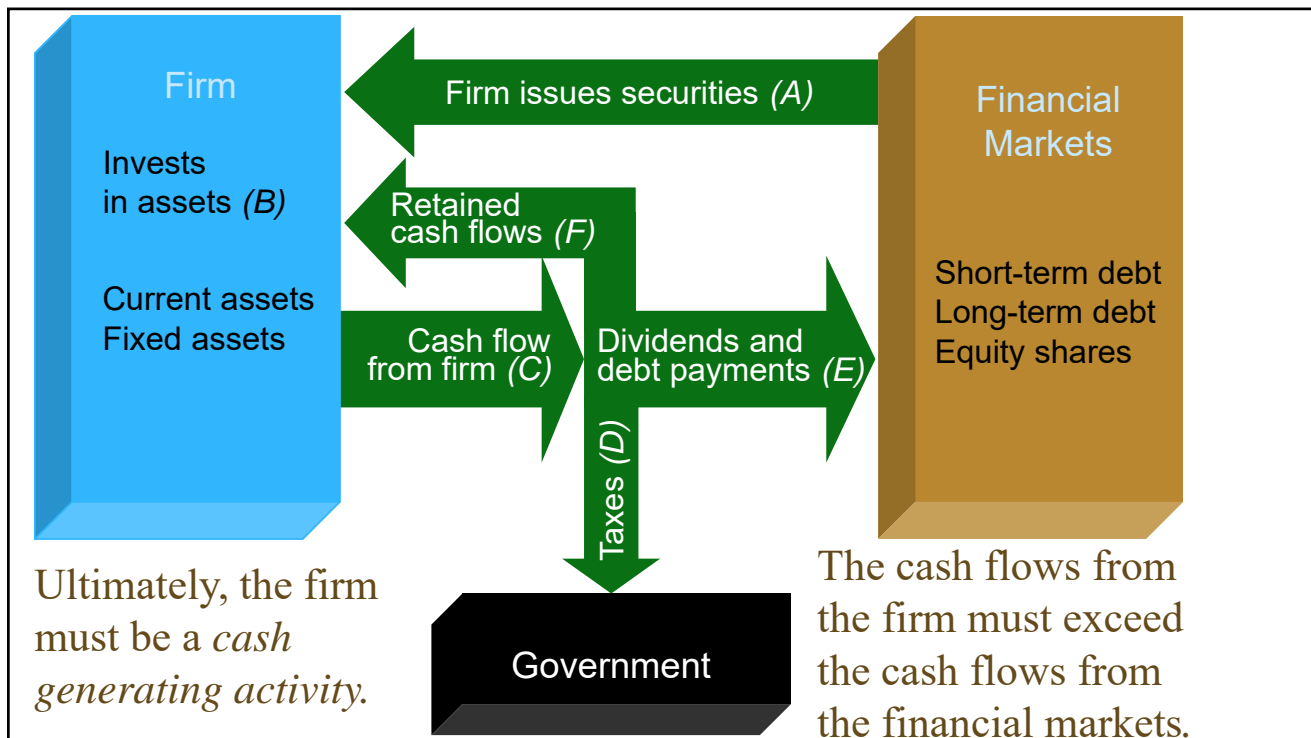 Firm
Invests
in assets (B)
Current assets
Fixed assets
Firm issues securities (A)
Retained
cash flows (F)
Cash flow
from firm (C)
Dividends and
debt payments (E)
Taxes (D)
Financial
Markets
Short-term debt
Long-term debt
Equity shares
Government
Ultimately, the firm
must be a cash
generating activity.
The cash flows from
the firm must exceed
the cash flows from
the financial markets.